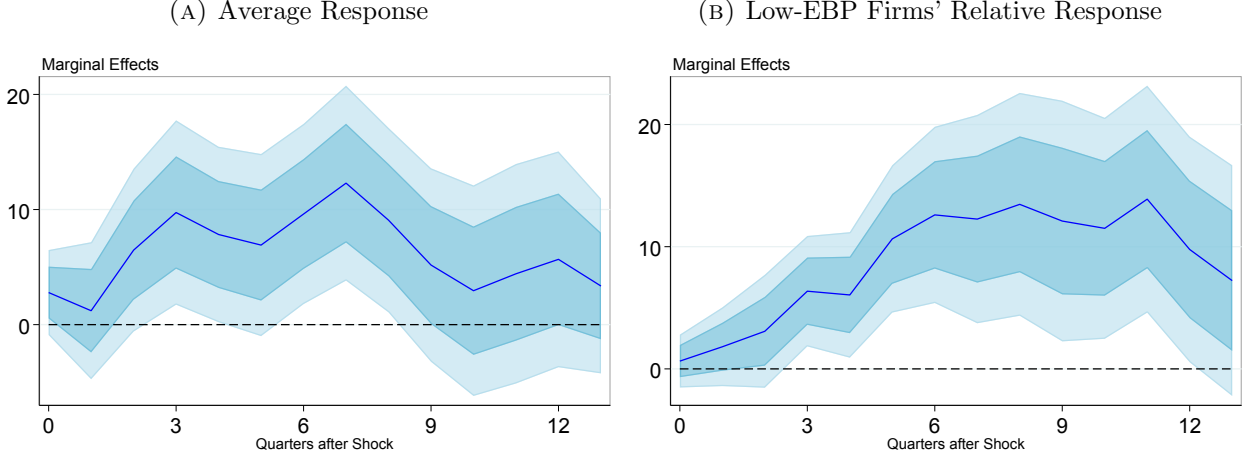 (A) Average Response
Marginal Effects
20
10
0
0 3 6 9 12
Quarters after Shock
(B) Low-EBP Firms' Relative Response
Marginal Effects
20
10
0
0 3 6 9 12
Quarters after Shock